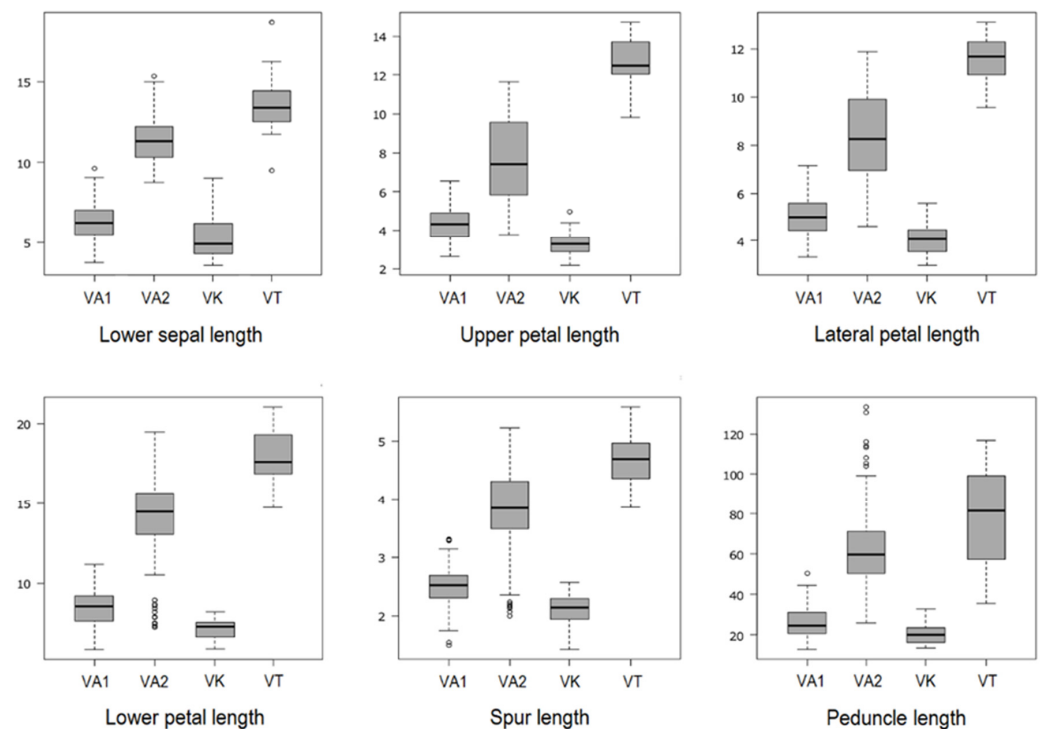 15
10
5
VA1 VA2 VK VT
Lower sepal length
14
12
10
8
6
4
2
VA1 VA2 VK VT
Upper petal length
12
10
8
6
4
VA1 VA2 VK VT
Lateral petal length
20
15
10
VA1 VA2 VK VT
Lower petal length
5
4
3
2
VA1 VA2 VK VT
Spur length
120
100
80
60
40
20
VA1 VA2 VK VT
Peduncle length